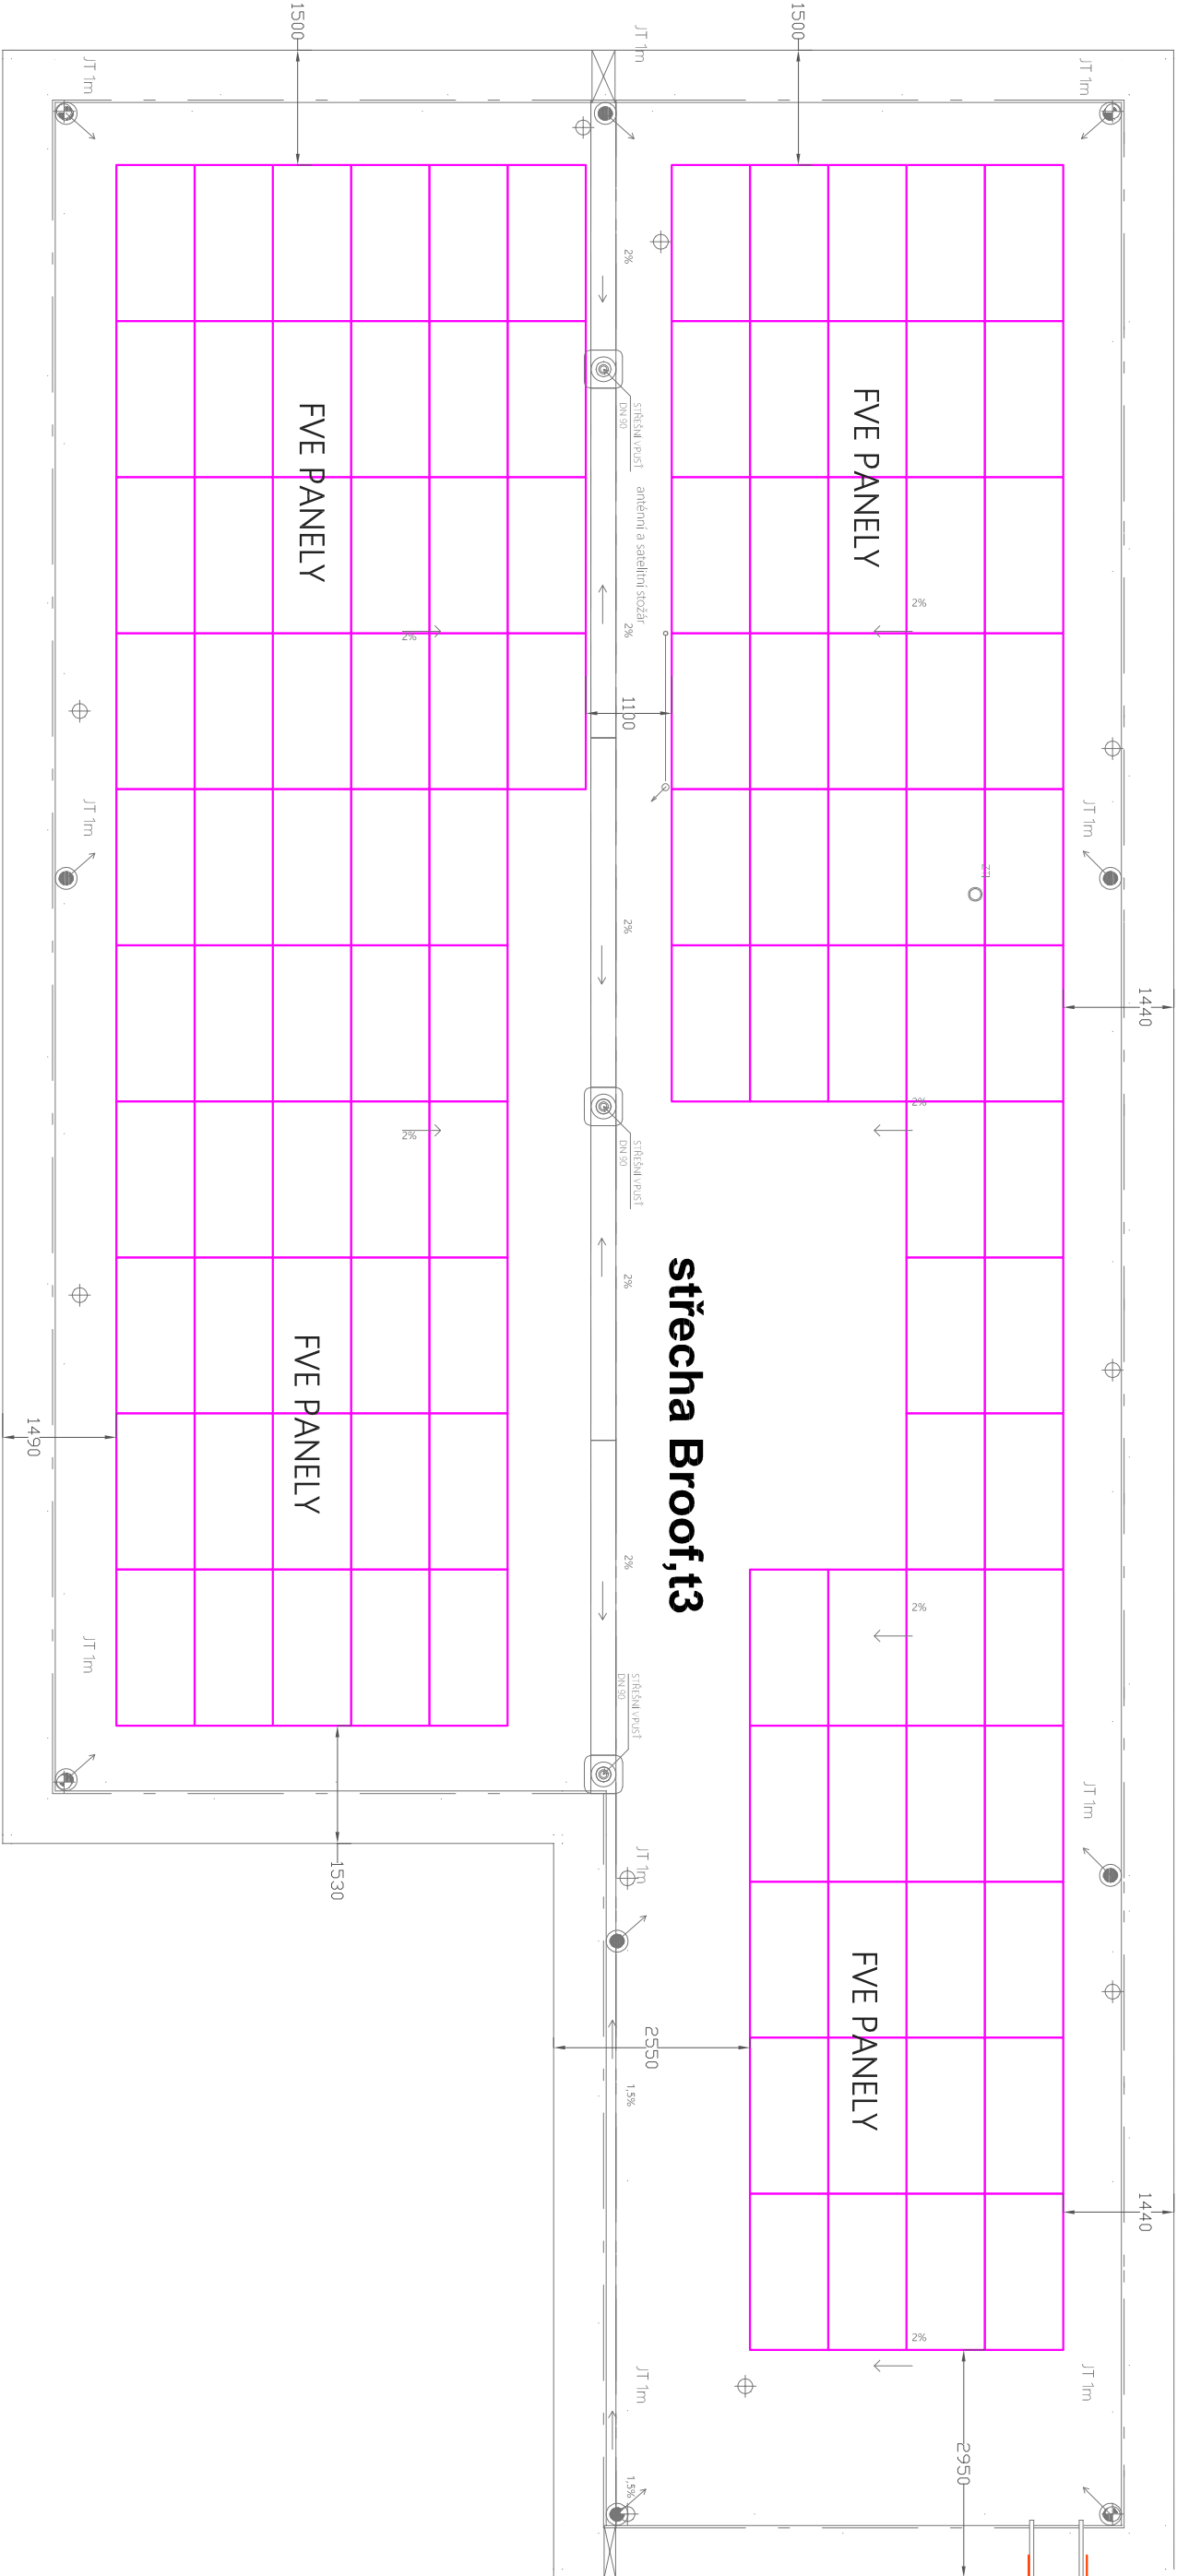 1500
1500
JT 1m
JT 1m
JT 1m
2%
FVE PANELY
FVE PANELY
STŘEŠNÍ VPUSŤ
DN 90
anténní a satelitní stožár
2%
2%
2%
1100
JT 1m
JT 1m
ZTI
2%
1440
2%
2%
STŘEŠNÍ VPUSŤ
DN 90
2%
střecha Broof,t3
FVE PANELY
1490
2%
2%
JT 1m
STŘEŠNÍ VPUSŤ
DN 90
JT 1m
JT 1m
1530
FVE PANELY
2550
1,5%
1440
2%
JT 1m
JT 1m
2950
1,5%